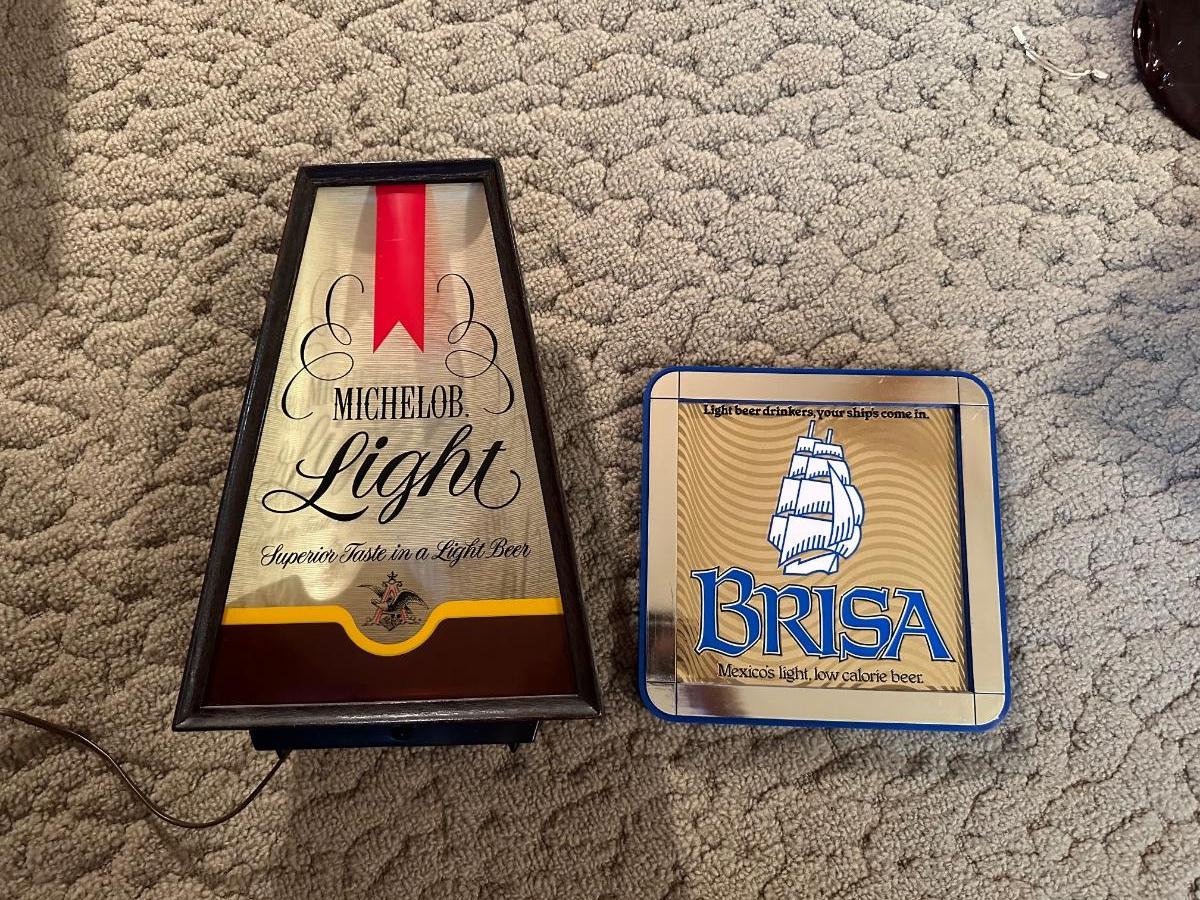 MICHELOB.
Light
Superior Taste in a Light Beer
A
Light beer drinkers, your ship's come in.
BRISA
Mexico's light, low calorie beer.